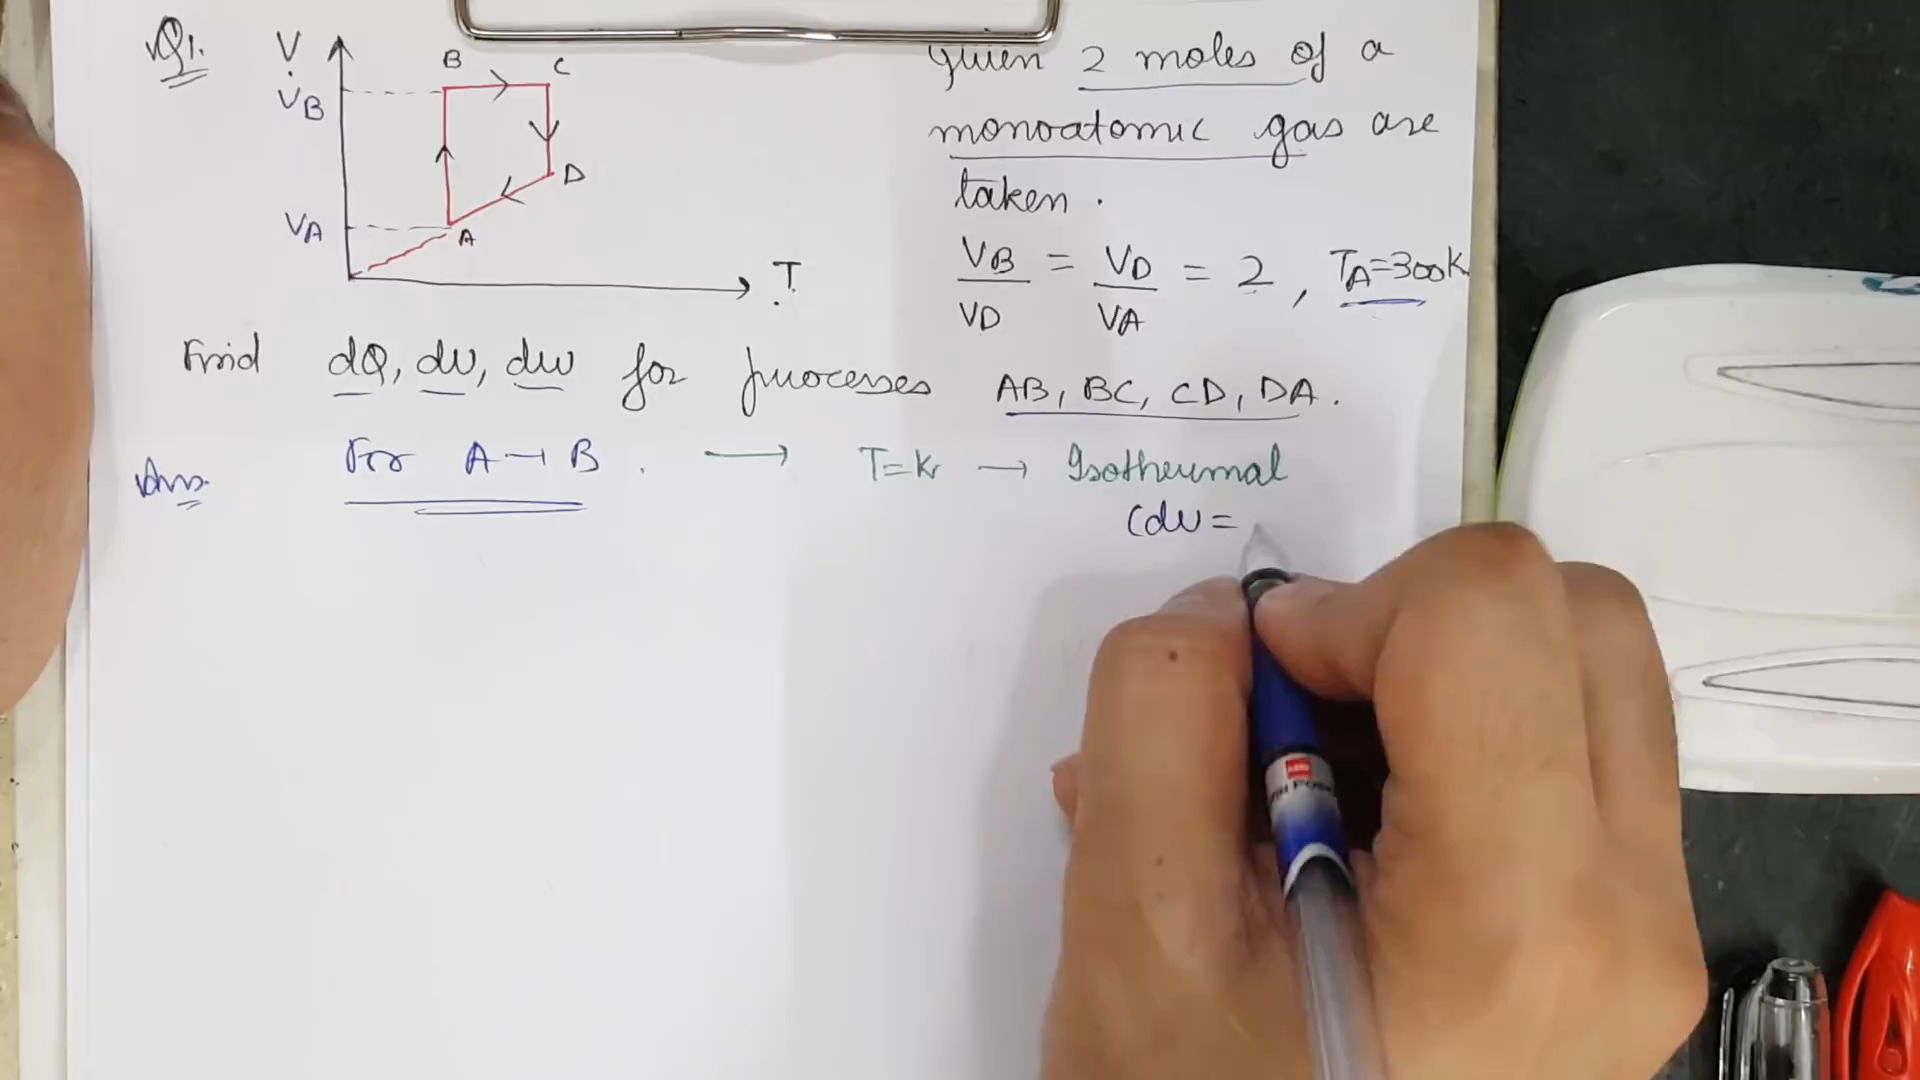 Q1.
V
VB
VA
B
C
D
A
T
Given 2 moles of a
monoatomic gas are
taken.
VB/VD = VD/VA = 2, TA=300K
Find dQ, dU, dW for processes AB, BC, CD, DA.
Ans. For A → B. → T=K → Isothermal
(dU =